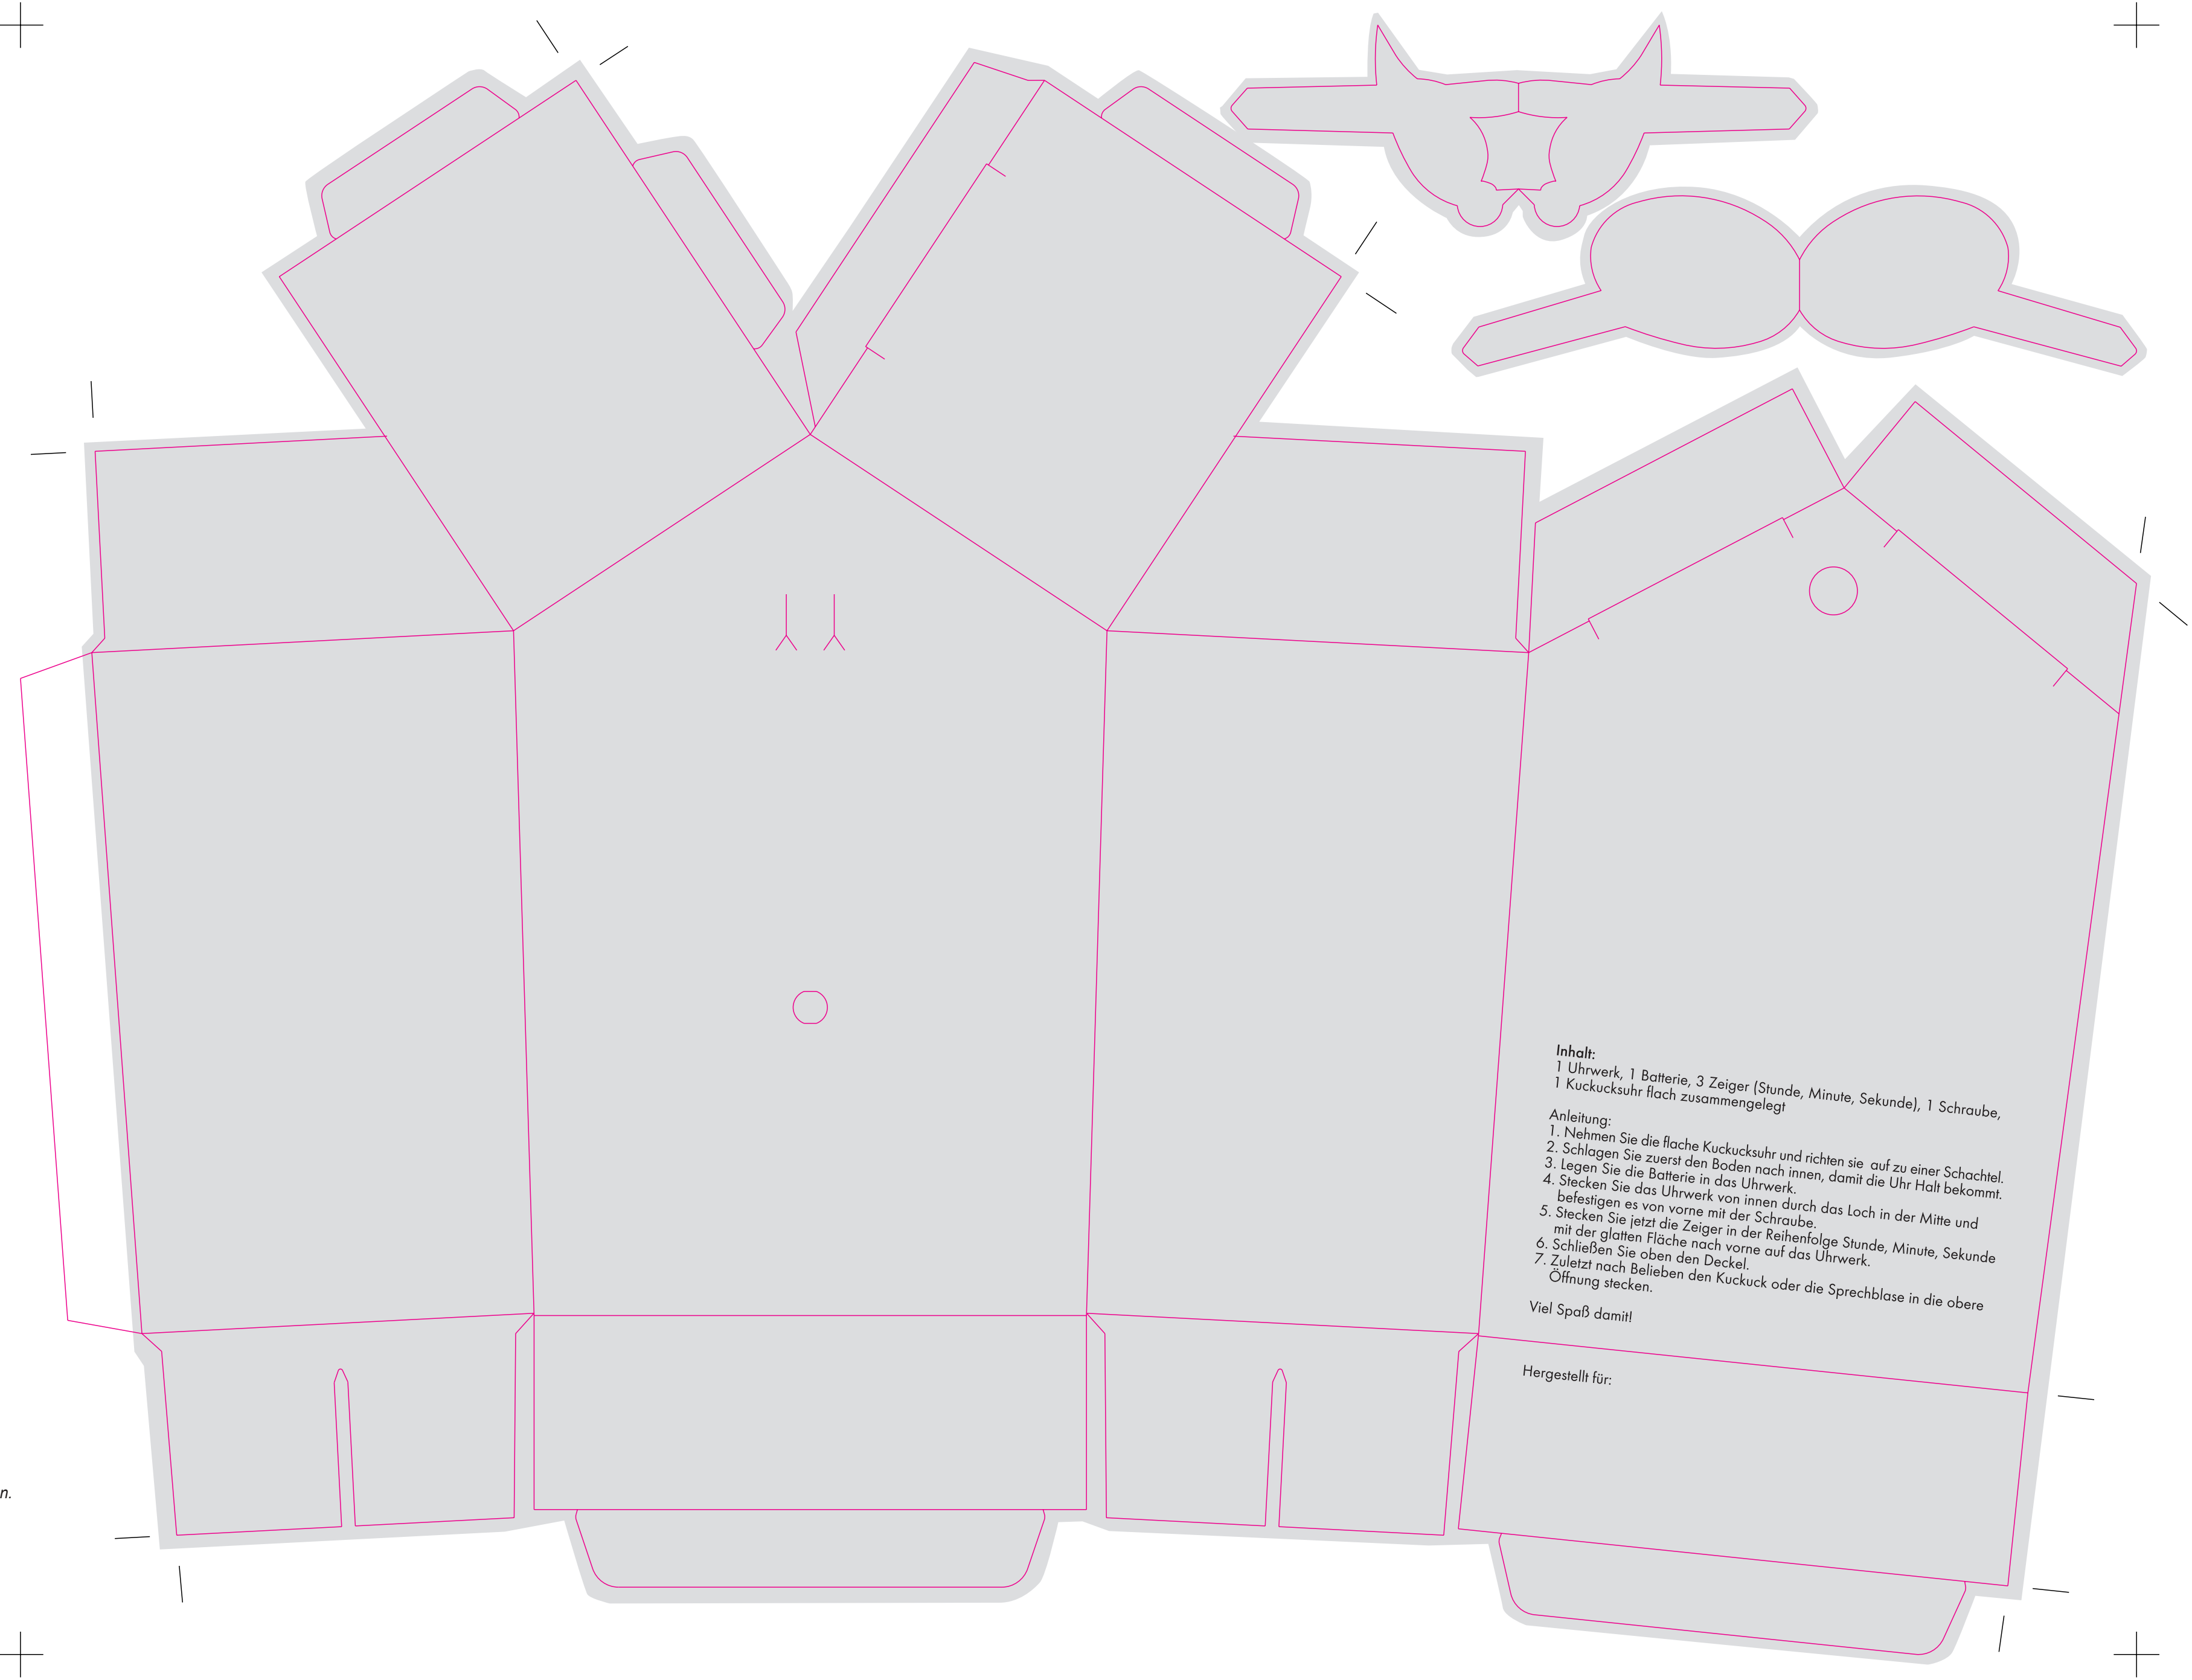 Inhalt:
1 Uhrwerk, 1 Batterie, 3 Zeiger (Stunde, Minute, Sekunde), 1 Schraube,
1 Kuckucksuhr flach zusammengelegt
Anleitung:
1. Nehmen Sie die flache Kuckucksuhr und richten sie auf zu einer Schachtel.
2. Schlagen Sie zuerst den Boden nach innen, damit die Uhr Halt bekommt.
3. Legen Sie die Batterie in das Uhrwerk.
4. Stecken Sie das Uhrwerk von innen durch das Loch in der Mitte und
befestigen es von vorne mit der Schraube.
5. Stecken Sie jetzt die Zeiger in der Reihenfolge Stunde, Minute, Sekunde
mit der glatten Fläche nach vorne auf das Uhrwerk.
6. Schließen Sie oben den Deckel.
7. Zuletzt nach Belieben den Kuckuck oder die Sprechblase in die obere
Öffnung stecken.
Viel Spaß damit!
Hergestellt für:
n.